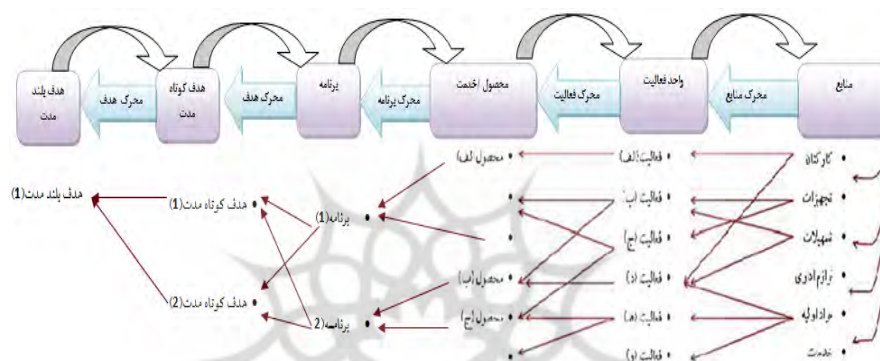 منابع
محرک منابع
واحد فعالیت
محرک فعالیت
محصول /خدمت
محرک برنامه
برنامه
محرک هدف
هدف کوتاه
مدت
محرک هدف
هدف بلند
مدت
کارکنان
تجهیزات
تسهیلات
لوازم اداری
مواد اولیه
خدمات
فعالیت (الف)
فعالیت (ب)
فعالیت (ج)
فعالیت (د)
فعالیت (ه)
فعالیت (و)
محصول (الف)
محصول (ب)
محصول (ج)
برنامه (1)
برنامه (2)
هدف کوتاه مدت(1)
هدف کوتاه مدت(2)
هدف بلند مدت(1)